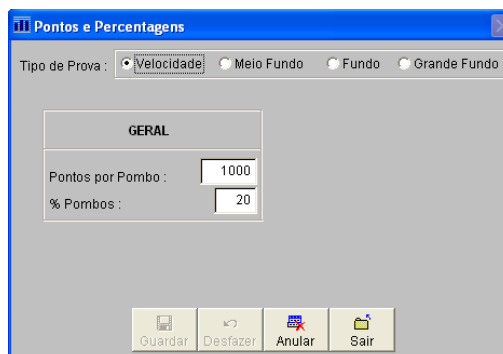 Pontos e Percentagens
Tipo de Prova : Velocidade Meio Fundo Fundo Grande Fundo
GERAL
Pontos por Pombo : 1000
% Pombos : 20
Guardar Desfazer Anular Sair